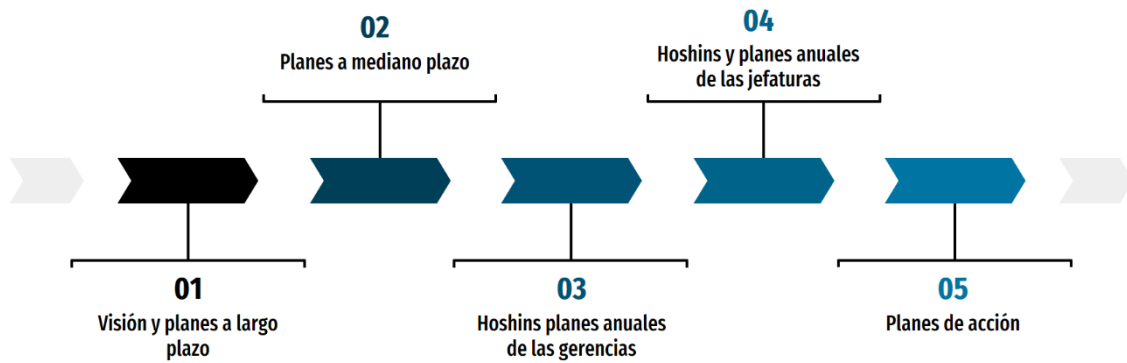 01
Visión y planes a largo
plazo
02
Planes a mediano plazo
03
Hoshins planes anuales
de las gerencias
04
Hoshins y planes anuales
de las jefaturas
05
Planes de acción